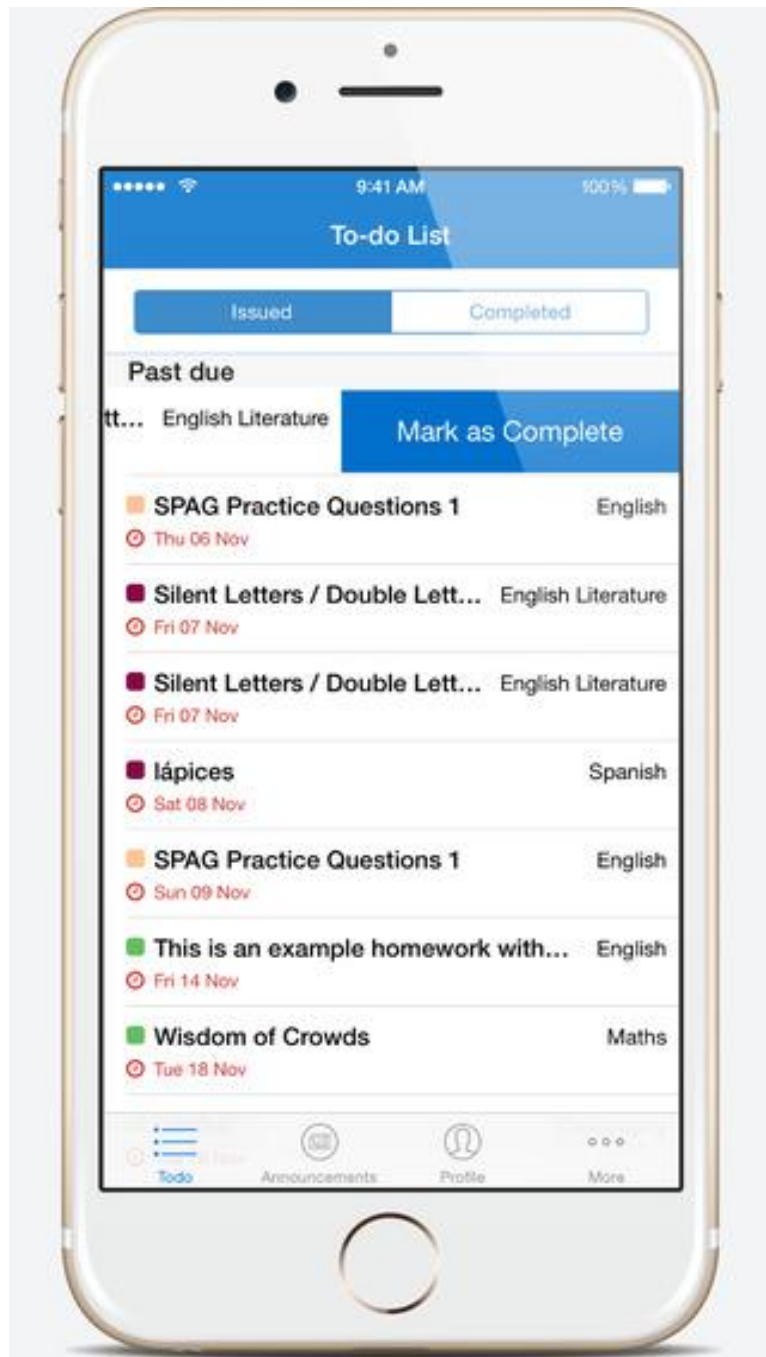 9:41 AM 100%
To-do List
Issued Completed
Past due
tt... English Literature Mark as Complete
SPAG Practice Questions 1 English
Thu 06 Nov
Silent Letters / Double Lett... English Literature
Fri 07 Nov
Silent Letters / Double Lett... English Literature
Fri 07 Nov
lápices Spanish
Sat 08 Nov
SPAG Practice Questions 1 English
Sun 09 Nov
This is an example homework with... English
Fri 14 Nov
Wisdom of Crowds Maths
Tue 18 Nov
Todo Announcements Profile More